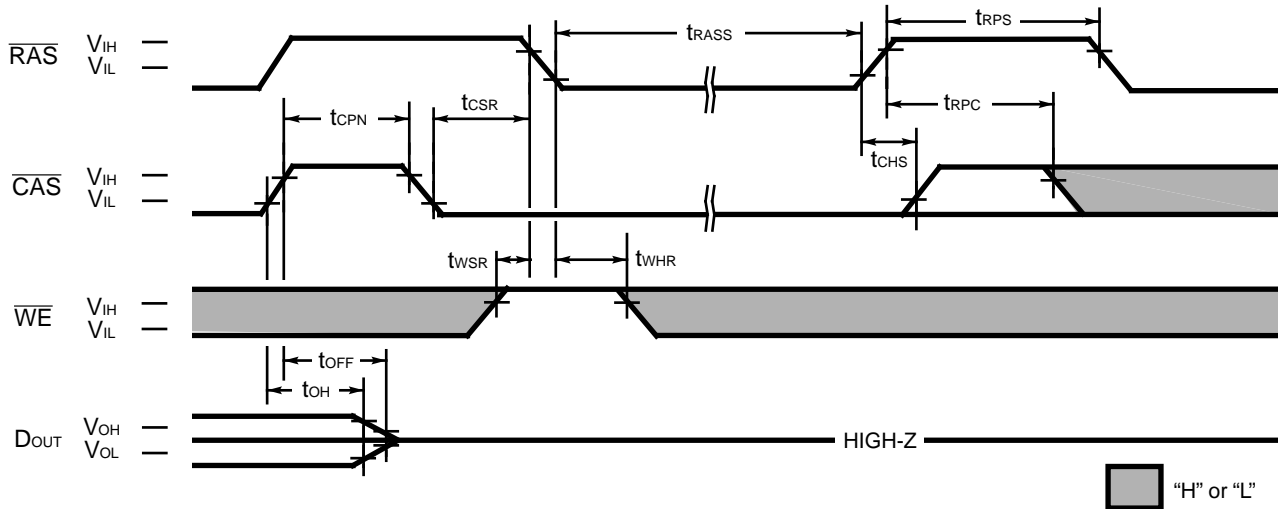 RAS VIH VIL
tRASS
tRPS
tCPN
tCSR
tRPC
tCHS
CAS VIH VIL
tWSR
tWHR
WE VIH VIL
tOFF
tOH
DOUT VOH VOL
HIGH-Z
“H” or “L”